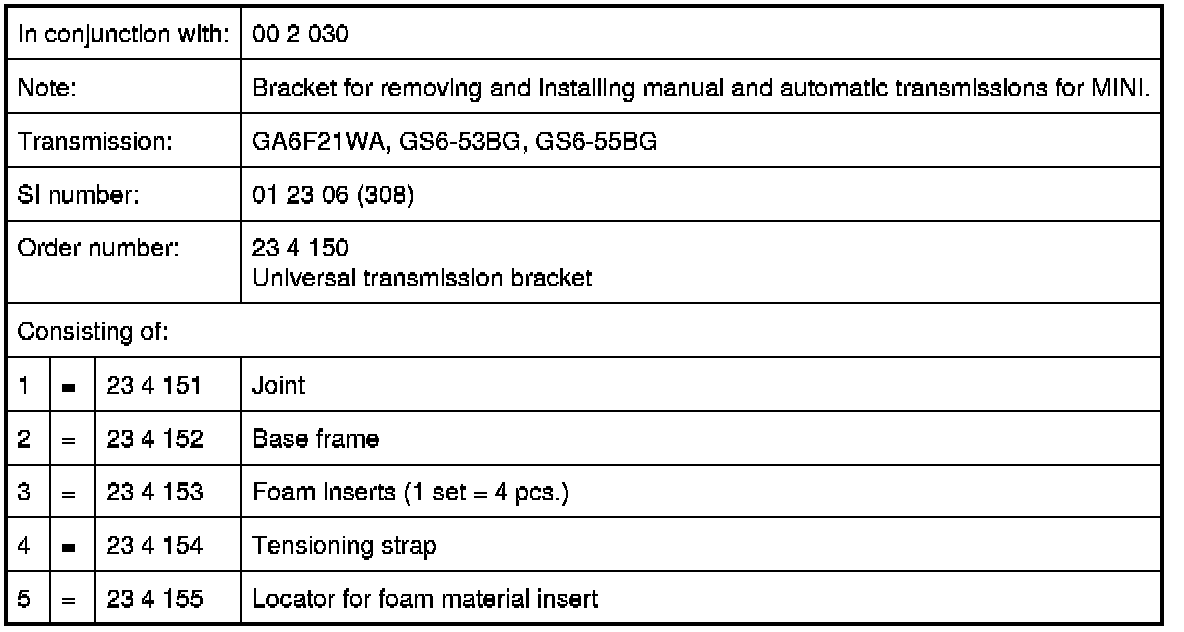 In conjunction with: 00 2 030
Note: Bracket for removing and installing manual and automatic transmissions for MINI.
Transmission: GA6F21WA, GS6-53BG, GS6-55BG
SI number: 01 23 06 (308)
Order number: 23 4 150
Universal transmission bracket
Consisting of:
1 = 23 4 151 Joint
2 = 23 4 152 Base frame
3 = 23 4 153 Foam inserts (1 set = 4 pcs.)
4 = 23 4 154 Tensioning strap
5 = 23 4 155 Locator for foam material insert